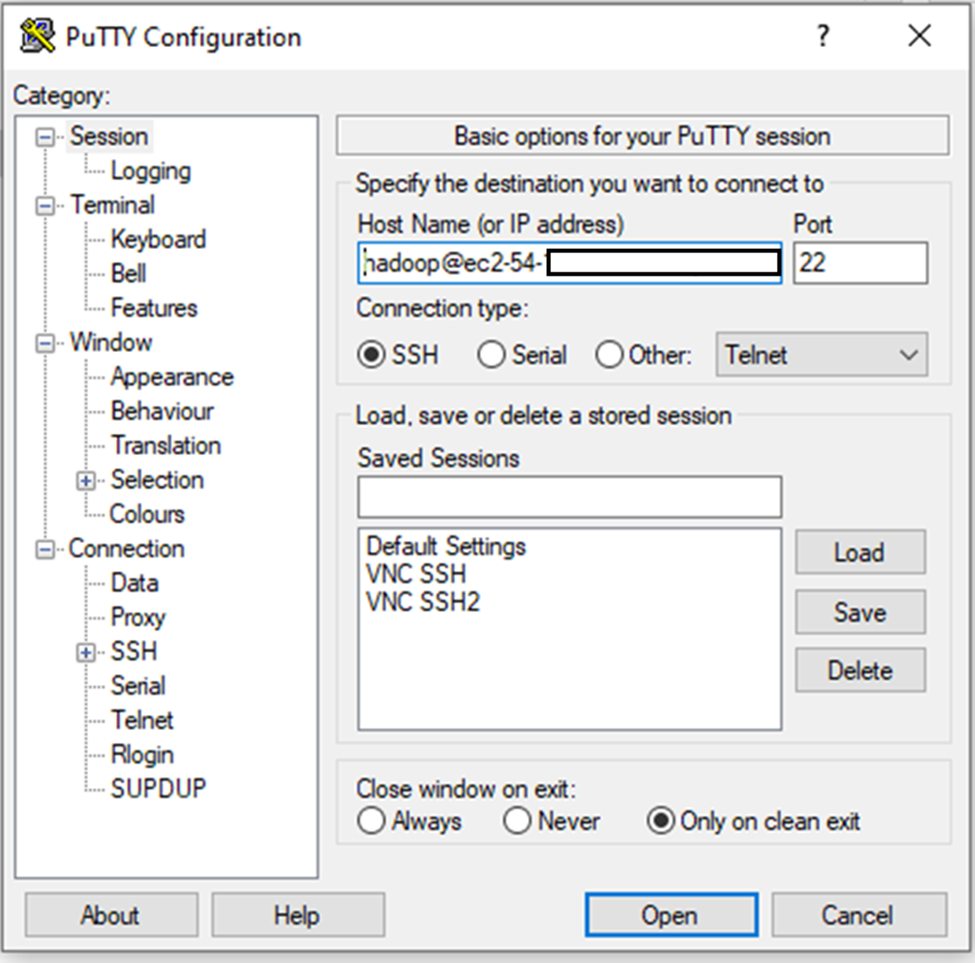 PuTTY Configuration
?
Category:
Session
Logging
Terminal
Keyboard
Bell
Features
Window
Appearance
Behaviour
Translation
Selection
Colours
Connection
Data
Proxy
SSH
Serial
Telnet
Rlogin
SUPDUP
Basic options for your PuTTY session
Specify the destination you want to connect to
Host Name (or IP address) Port
hadoop@ec2-54- 22
Connection type:
SSH Serial Other: Telnet
Load, save or delete a stored session
Saved Sessions
Default Settings
VNC SSH
VNC SSH2
Load
Save
Delete
Close window on exit:
Always Never Only on clean exit
About Help Open Cancel